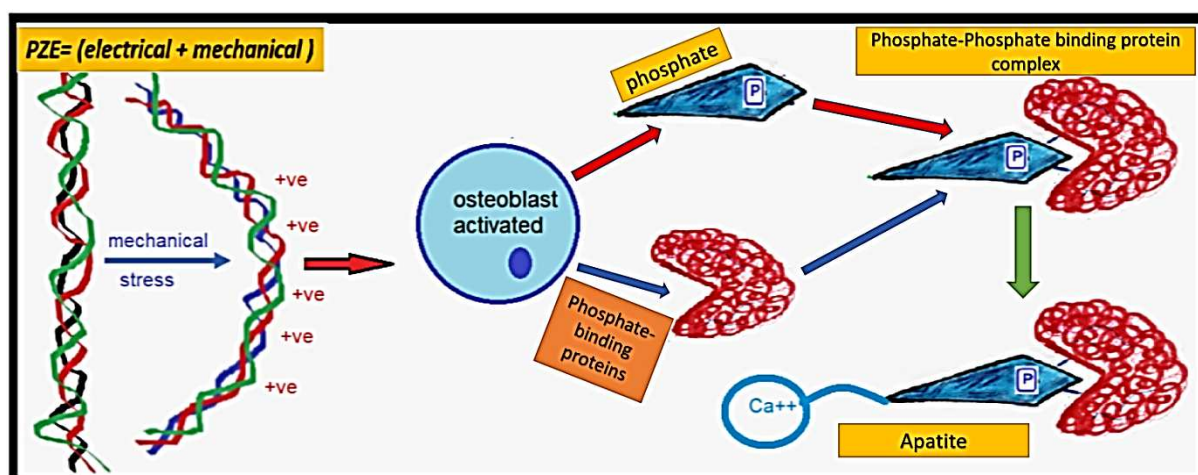 PZE= (electrical + mechanical )
mechanical
stress
+ve
+ve
+ve
+ve
+ve
osteoblast
activated
phosphate
P
Phosphate-
binding
proteins
Phosphate-Phosphate binding protein
complex
P
Ca++
P
Apatite